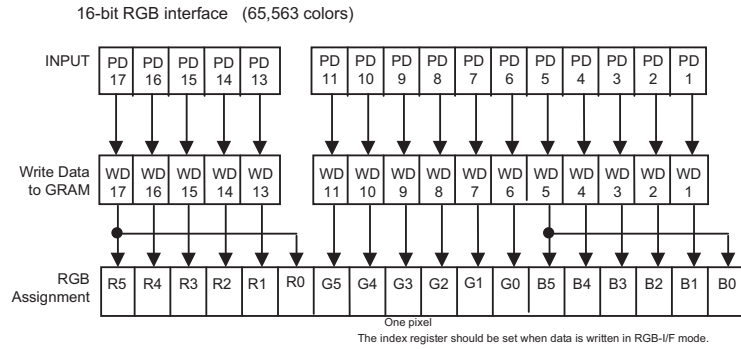 16-bit RGB interface (65,563 colors)
INPUT PD 17 PD 16 PD 15 PD 14 PD 13 PD 11 PD 10 PD 9 PD 8 PD 7 PD 6 PD 5 PD 4 PD 3 PD 2 PD 1
Write Data to GRAM WD 17 WD 16 WD 15 WD 14 WD 13 WD 11 WD 10 WD 9 WD 8 WD 7 WD 6 WD 5 WD 4 WD 3 WD 2 WD 1
RGB Assignment R5 R4 R3 R2 R1 R0 G5 G4 G3 G2 G1 G0 B5 B4 B3 B2 B1 B0
One pixel
The index register should be set when data is written in RGB-I/F mode.